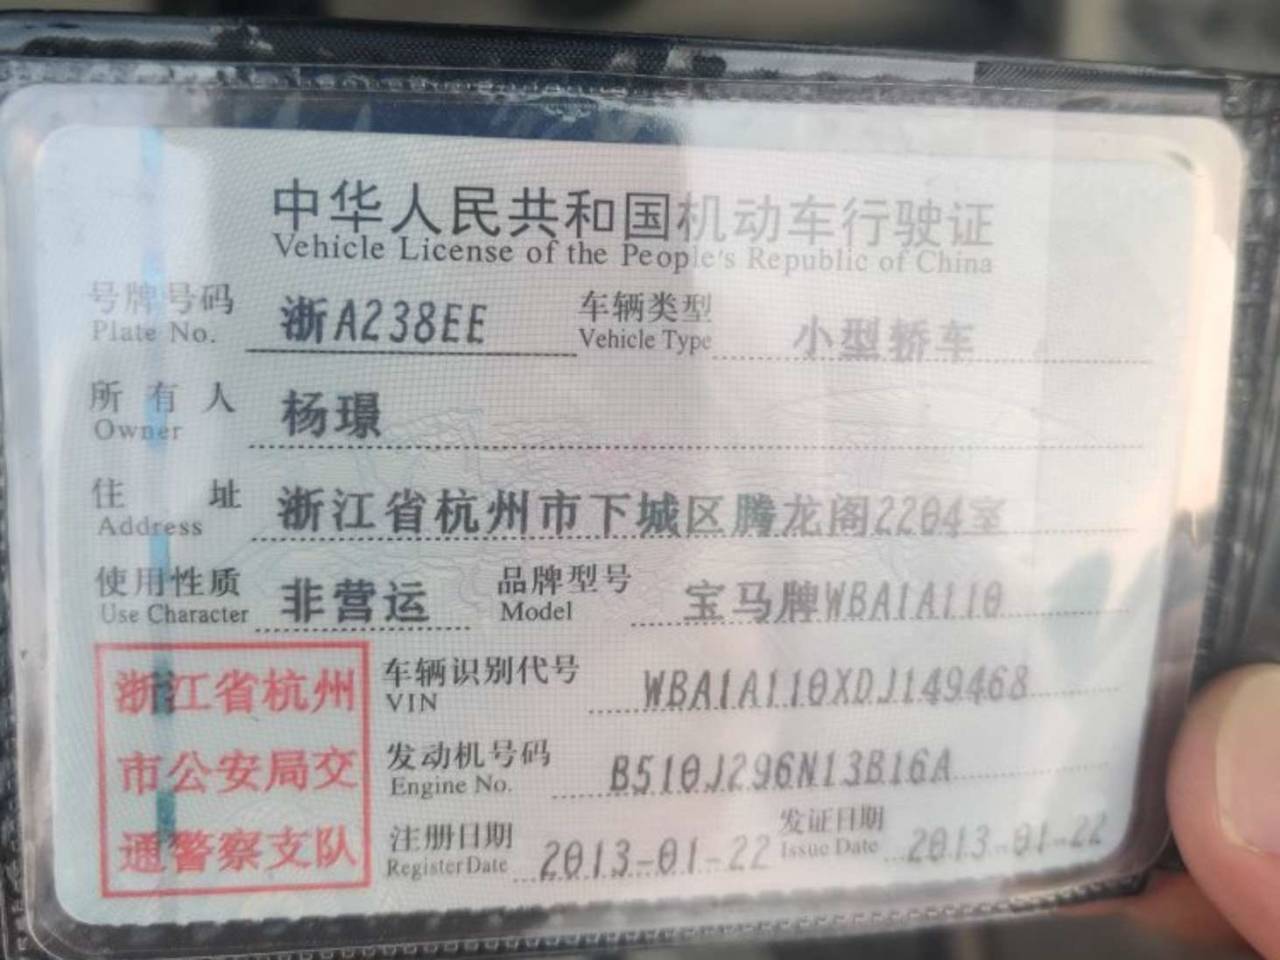 中华人民共和国机动车行驶证
Vehicle License of the People's Republic of China
号牌号码 浙A238EE 车辆类型 小型轿车
Plate No. Vehicle Type
所有人 杨璟
Owner
住址 浙江省杭州市下城区腾龙阁2204室
Address
使用性质 非营运 品牌型号 宝马牌WBA1A110
Use Character Model
浙江省杭州
市公安局交
通警察支队
车辆识别代号 WBA1A110XDJ149468
VIN
发动机号码 B510J296N13B16A
Engine No.
注册日期 2013-01-22 发证日期 2013-01-22
Register Date Issue Date